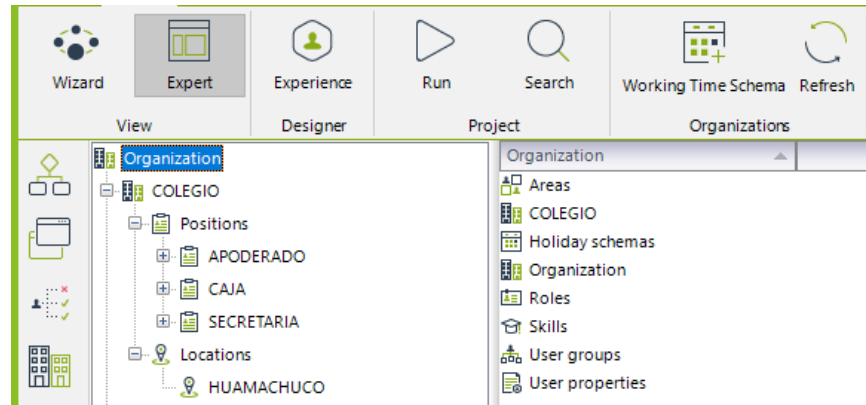 Wizard Expert Experience Run Search Working Time Schema Refresh
View Designer Project Organizations
Organization
COLEGIO
Positions
APODERADO
CAJA
SECRETARIA
Locations
HUAMACHUCO
Organization
Areas
COLEGIO
Holiday schemas
Organization
Roles
Skills
User groups
User properties